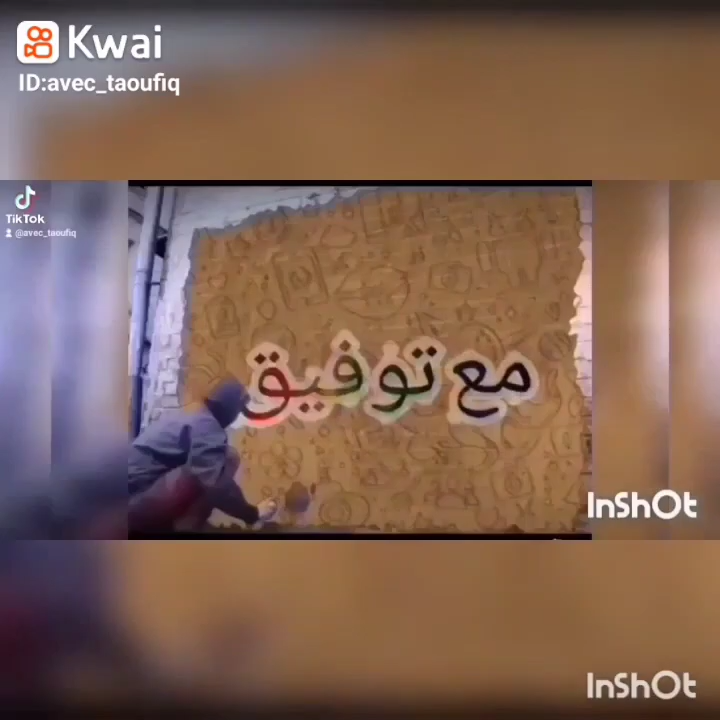 Kwai
ID:avec_taoufiq
TikTok
@avec_taoufiq
مع توفيق
InShOt
InShOt